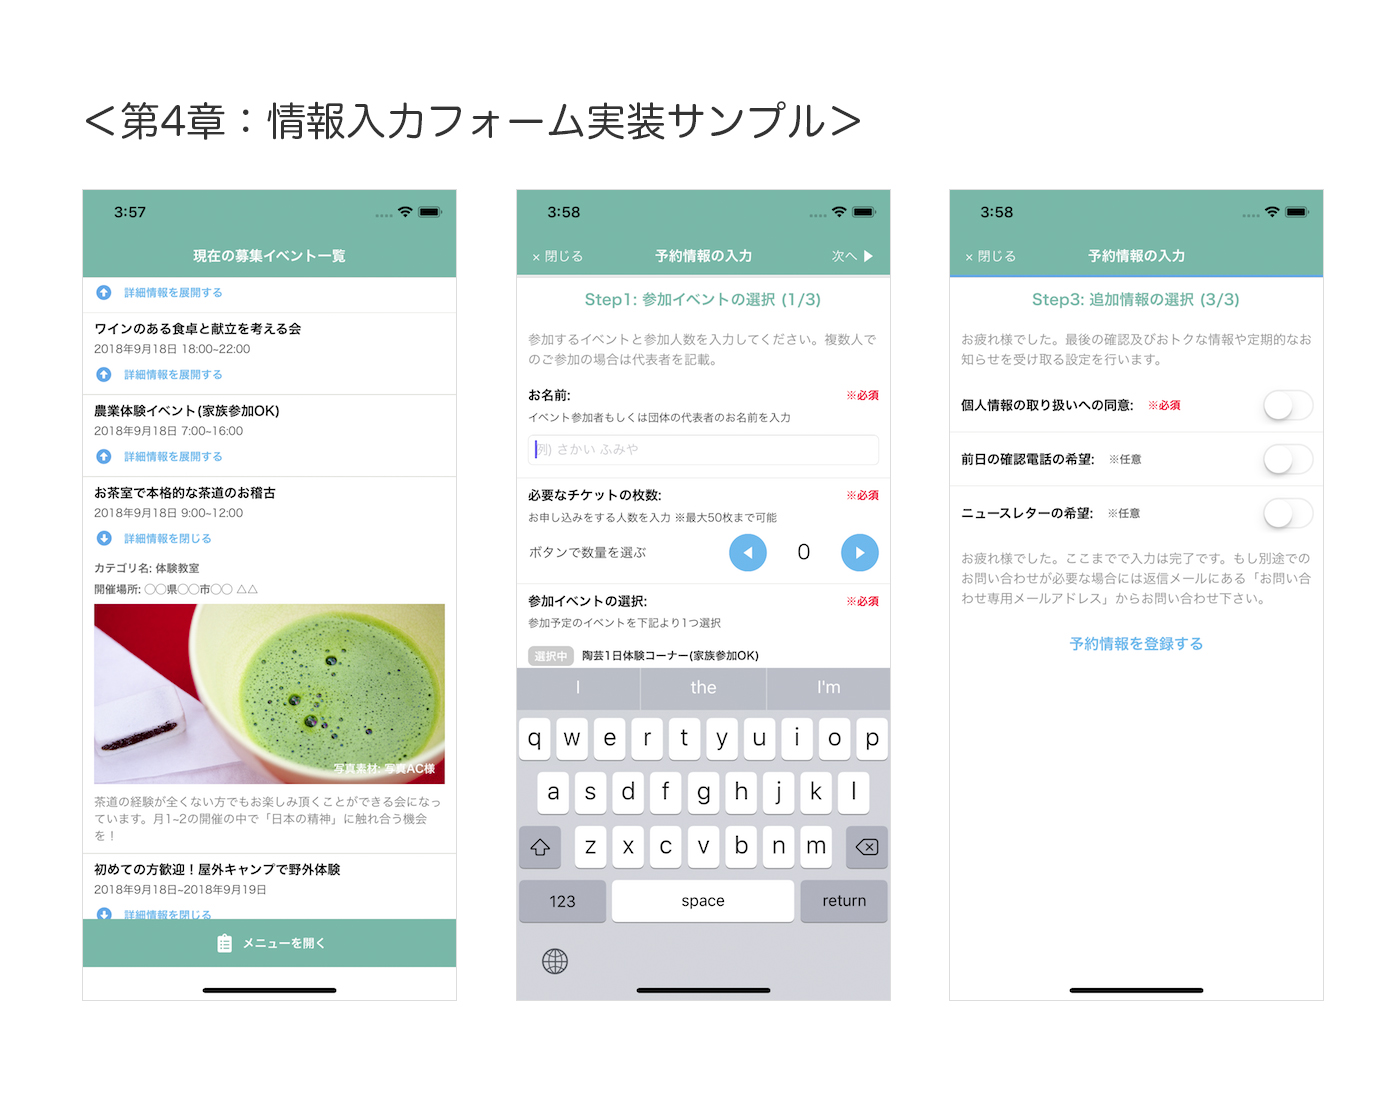 ＜第4章：情報入力フォーム実装サンプル＞
3:57
現在の募集イベント一覧
詳細情報を展開する
ワインのある食卓と献立を考える会
2018年9月18日 18:00~22:00
詳細情報を展開する
農業体験イベント(家族参加OK)
2018年9月18日 7:00~16:00
詳細情報を展開する
お茶室で本格的な茶道のお稽古
2018年9月18日 9:00~12:00
詳細情報を閉じる
カテゴリ名: 体験教室
開催場所: ◯◯県◯◯市◯◯ △△
写真素材: 写真AC様
茶道の経験が全くない方でもお楽しみ頂くことができる会になっ
ています。月1~2の開催の中で「日本の精神」に触れ合う機会
を！
初めての方歓迎！屋外キャンプで野外体験
2018年9月18日~2018年9月19日
詳細情報を閉じる
メニューを開く
3:58
× 閉じる 予約情報の入力 次へ ▶
Step1: 参加イベントの選択 (1/3)
参加するイベントと参加人数を入力してください。複数人で
のご参加の場合は代表者を記載。
お名前: ※必須
イベント参加者もしくは団体の代表者のお名前を入力
例) さかい ふみや
必要なチケットの枚数: ※必須
お申し込みをする人数を入力 ※最大50枚まで可能
ボタンで数量を選ぶ ◀ 0 ▶
参加イベントの選択: ※必須
参加予定のイベントを下記より1つ選択
選択中 陶芸1日体験コーナー(家族参加OK)
I the I'm
q w e r t y u i o p
a s d f g h j k l
z x c v b n m
123 space return
3:58
× 閉じる 予約情報の入力
Step3: 追加情報の選択 (3/3)
お疲れ様でした。最後の確認及びおトクな情報や定期的なお
知らせを受け取る設定を行います。
個人情報の取り扱いへの同意: ※必須
前日の確認電話の希望: ※任意
ニュースレターの希望: ※任意
お疲れ様でした。ここまでで入力は完了です。もし別途での
お問い合わせが必要な場合には返信メールにある「お問い合
わせ専用メールアドレス」からお問い合わせ下さい。
予約情報を登録する